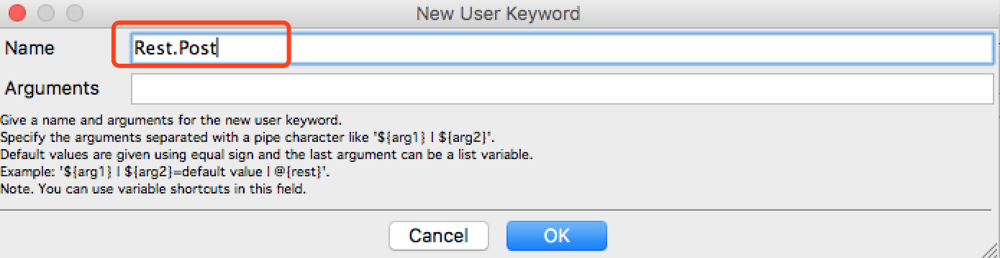 New User Keyword
Name
Rest.Post
Arguments
Give a name and arguments for the new user keyword.
Specify the arguments separated with a pipe character like "${arg1} | ${arg2}".
Default values are given using equal sign and the last argument can be a list variable.
Example: "${arg1} | ${arg2}=default value | @{rest}".
Note. You can use variable shortcuts in this field.
Cancel
OK